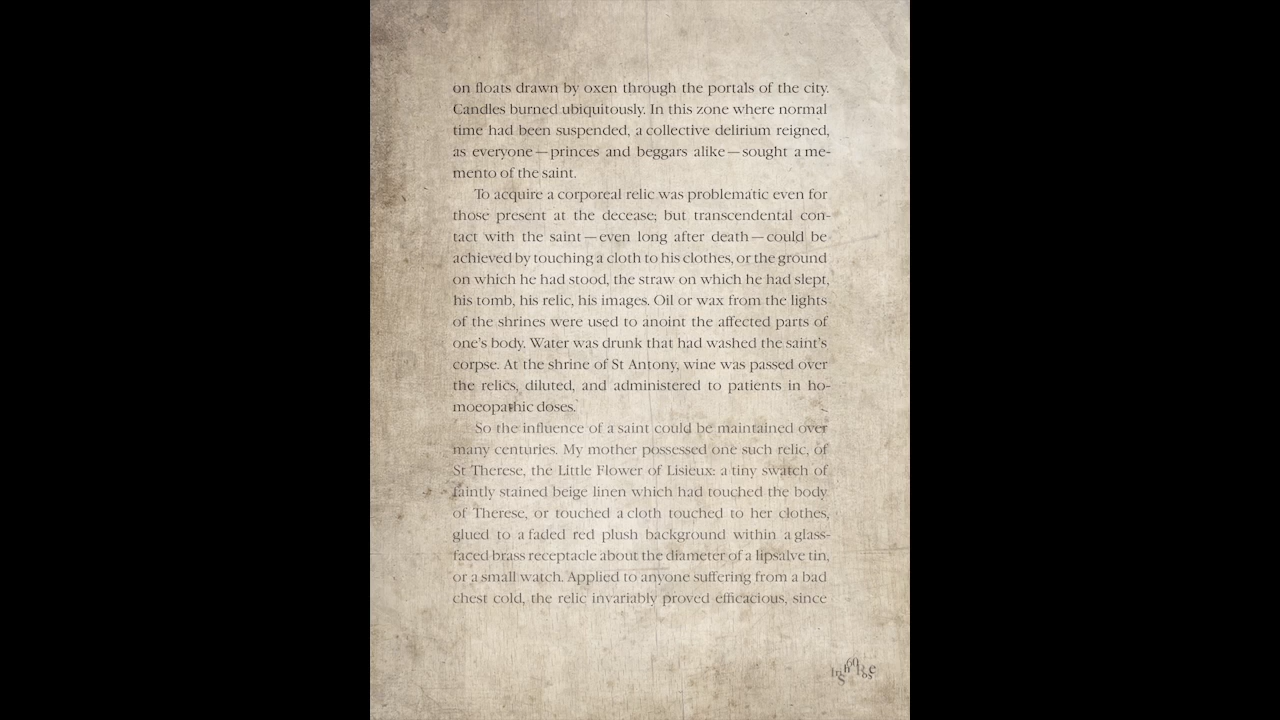 on floats drawn by oxen through the portals of the city.
Candles burned ubiquitously. In this zone where normal
time had been suspended, a collective delirium reigned,
as everyone — princes and beggars alike — sought a me-
mento of the saint.
To acquire a corporeal relic was problematic even for
those present at the decease; but transcendental con-
tact with the saint — even long after death — could be
achieved by touching a cloth to his clothes, or the ground
on which he had stood, the straw on which he had slept,
his tomb, his relic, his images. Oil or wax from the lights
of the shrines were used to anoint the affected parts of
one's body. Water was drunk that had washed the saint's
corpse. At the shrine of St Antony, wine was passed over
the relics, diluted, and administered to patients in ho-
moeopathic doses.
So the influence of a saint could be maintained over
many centuries. My mother possessed one such relic, of
St Therese, the Little Flower of Lisieux: a tiny swatch of
faintly stained beige linen which had touched the body
of Therese, or touched a cloth touched to her clothes,
glued to a faded red plush background within a glass-
faced brass receptacle about the diameter of a lipsalve tin,
or a small watch. Applied to anyone suffering from a bad
chest cold, the relic invariably proved efficacious, since